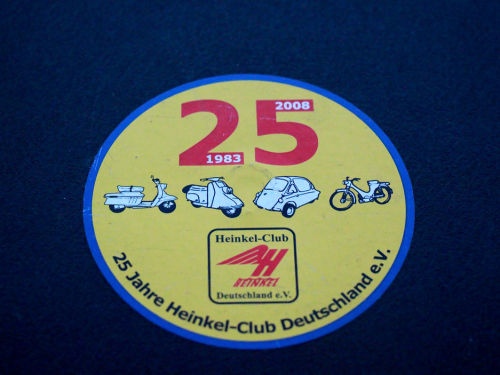 25
2008
1983
Heinkel-Club
H
HEINKEL
Deutschland e.V.
25 Jahre Heinkel-Club Deutschland e.V.